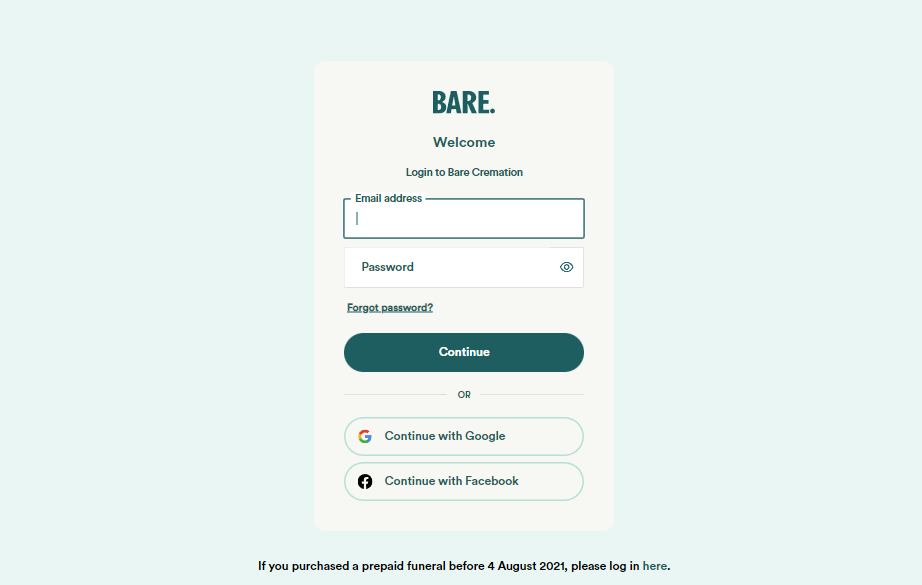 BARE.
Welcome
Login to Bare Cremation
Email address
Password
Forgot password?
Continue
OR
Continue with Google
Continue with Facebook
If you purchased a prepaid funeral before 4 August 2021, please log in here.